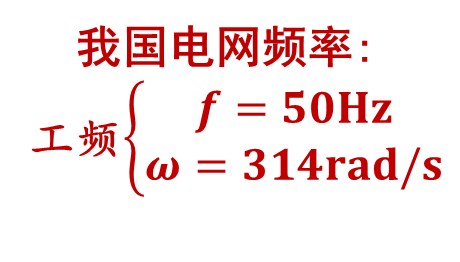 我国电网频率:
工频
f = 50Hz
ω = 314rad/s